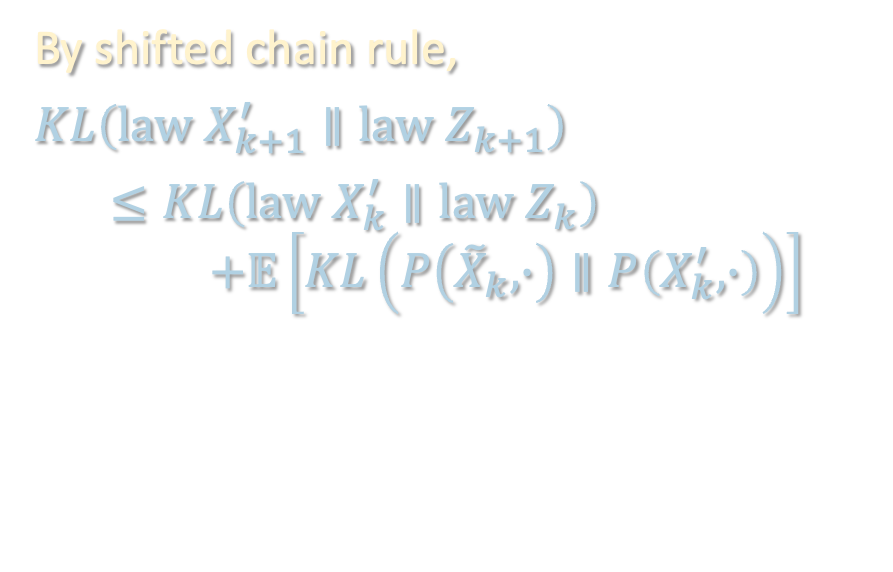 By shifted chain rule,
KL(law X′ₖ₊₁ ∥ law Zₖ₊₁)
≤ KL(law X′ₖ ∥ law Zₖ)
+𝔼[KL(P(X̃ₖ,·) ∥ P(X′ₖ,·))]